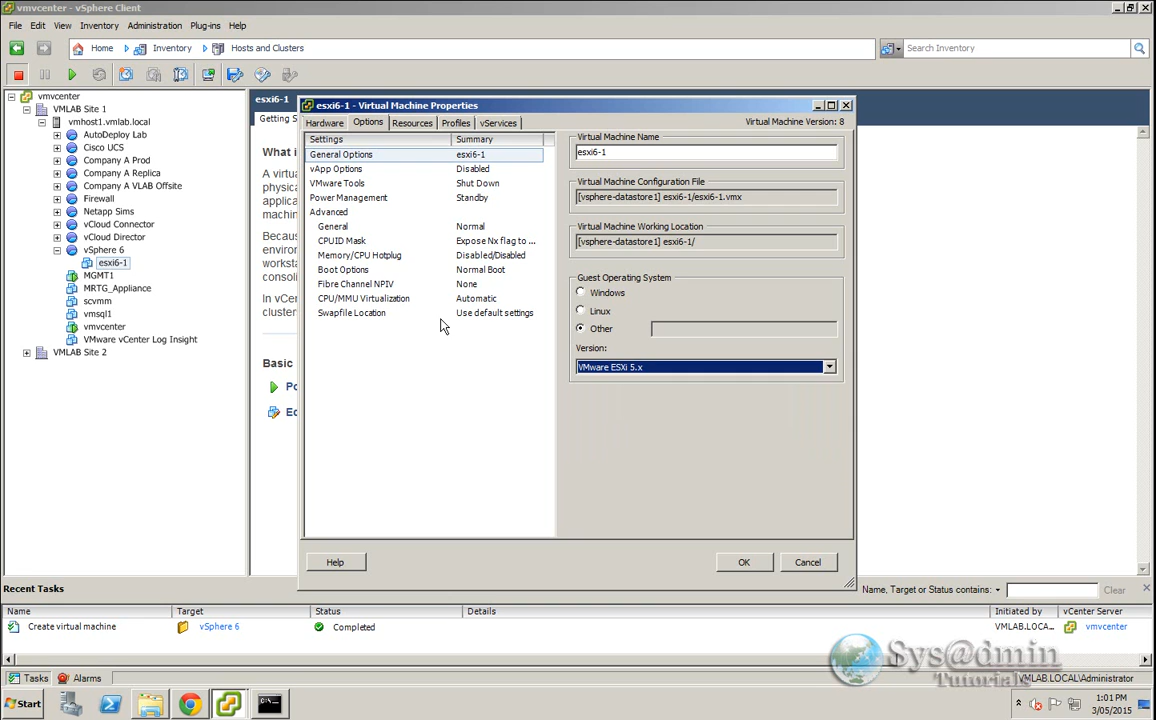 vmvcenter - vSphere Client
File Edit View Inventory Administration Plug-ins Help
Home Inventory Hosts and Clusters
Search Inventory
vmvcenter
VMLAB Site 1
vmhost1.vmlab.local
AutoDeploy Lab
Cisco UCS
Company A Prod
Company A Replica
Company A VLAB Offsite
Firewall
Netapp Sims
vCloud Connector
vCloud Director
vSphere 6
esxi6-1
MGMT1
MRTG_Appliance
scvmm
vmsql1
vmvcenter
VMware vCenter Log Insight
VMLAB Site 2
esxi6-1
Getting S
What i
A virtua
physica
applica
machin
Becaus
environ
worksta
consoli
In vCe
cluster
Basic
Po
Ed
esxi6-1 - Virtual Machine Properties
Hardware Options Resources Profiles vServices
Virtual Machine Version: 8
Settings Summary
General Options esxi6-1
vApp Options Disabled
VMware Tools Shut Down
Power Management Standby
Advanced
General Normal
CPUID Mask Expose Nx flag to ...
Memory/CPU Hotplug Disabled/Disabled
Boot Options Normal Boot
Fibre Channel NPIV None
CPU/MMU Virtualization Automatic
Swapfile Location Use default settings
Virtual Machine Name
esxi6-1
Virtual Machine Configuration File
[vsphere-datastore1] esxi6-1/esxi6-1.vmx
Virtual Machine Working Location
[vsphere-datastore1] esxi6-1/
Guest Operating System
Windows
Linux
Other
Version:
VMware ESXi 5.x
Help OK Cancel
Recent Tasks
Name, Target or Status contains: Clear
Name Target Status Details Initiated by vCenter Server
Create virtual machine vSphere 6 Completed VMLAB.LOCA... vmvcenter
Tasks Alarms
VMLAB.LOCAL\Administrator
Sys@dmin
Tutorials
Start
1:01 PM
3/05/2015